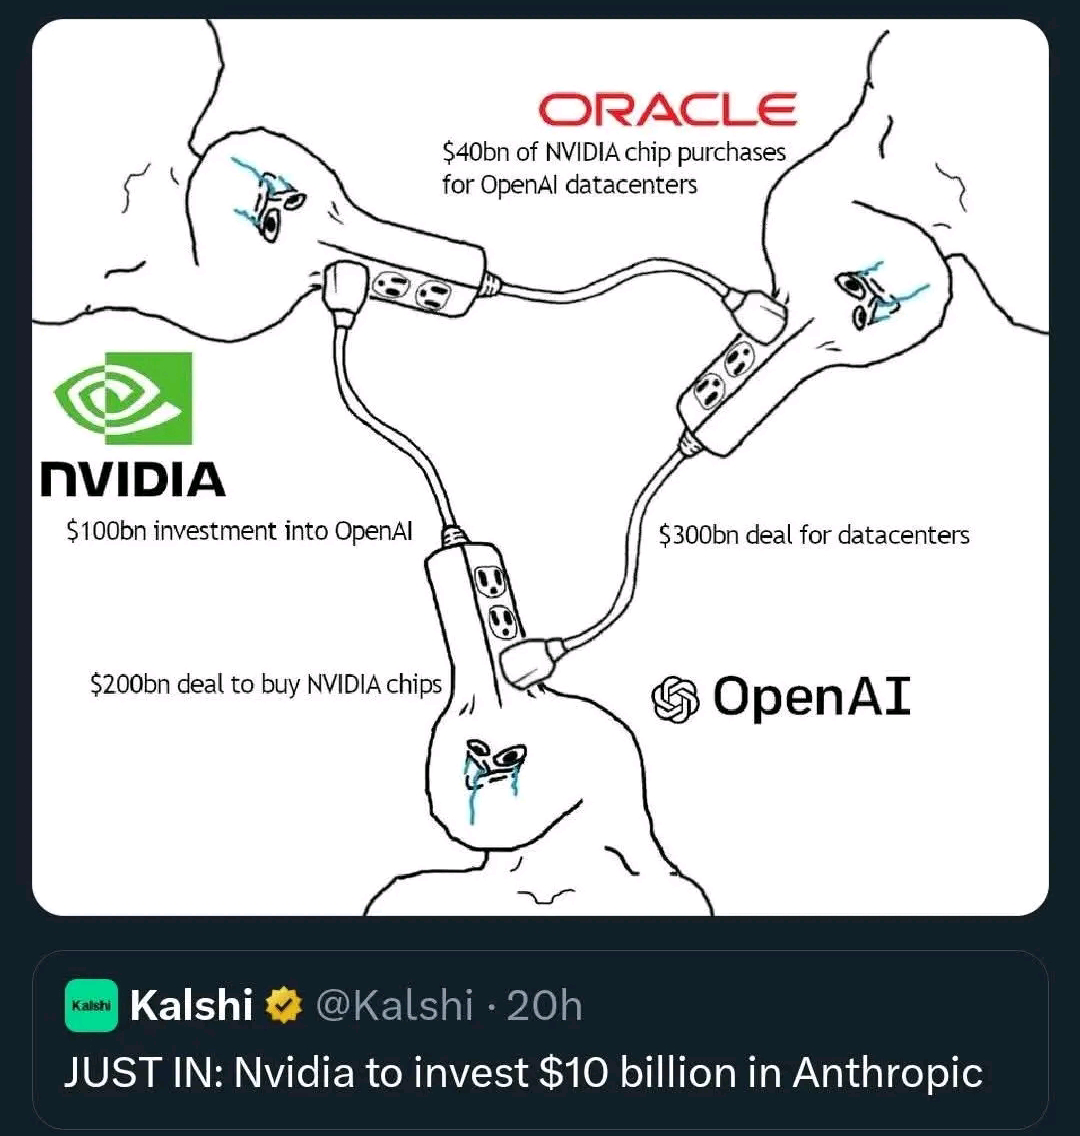 ORACLE
$40bn of NVIDIA chip purchases
for OpenAI datacenters
nVIDIA
$100bn investment into OpenAI
$300bn deal for datacenters
$200bn deal to buy NVIDIA chips
OpenAI
Kalshi
Kalshi @Kalshi · 20h
JUST IN: Nvidia to invest $10 billion in Anthropic